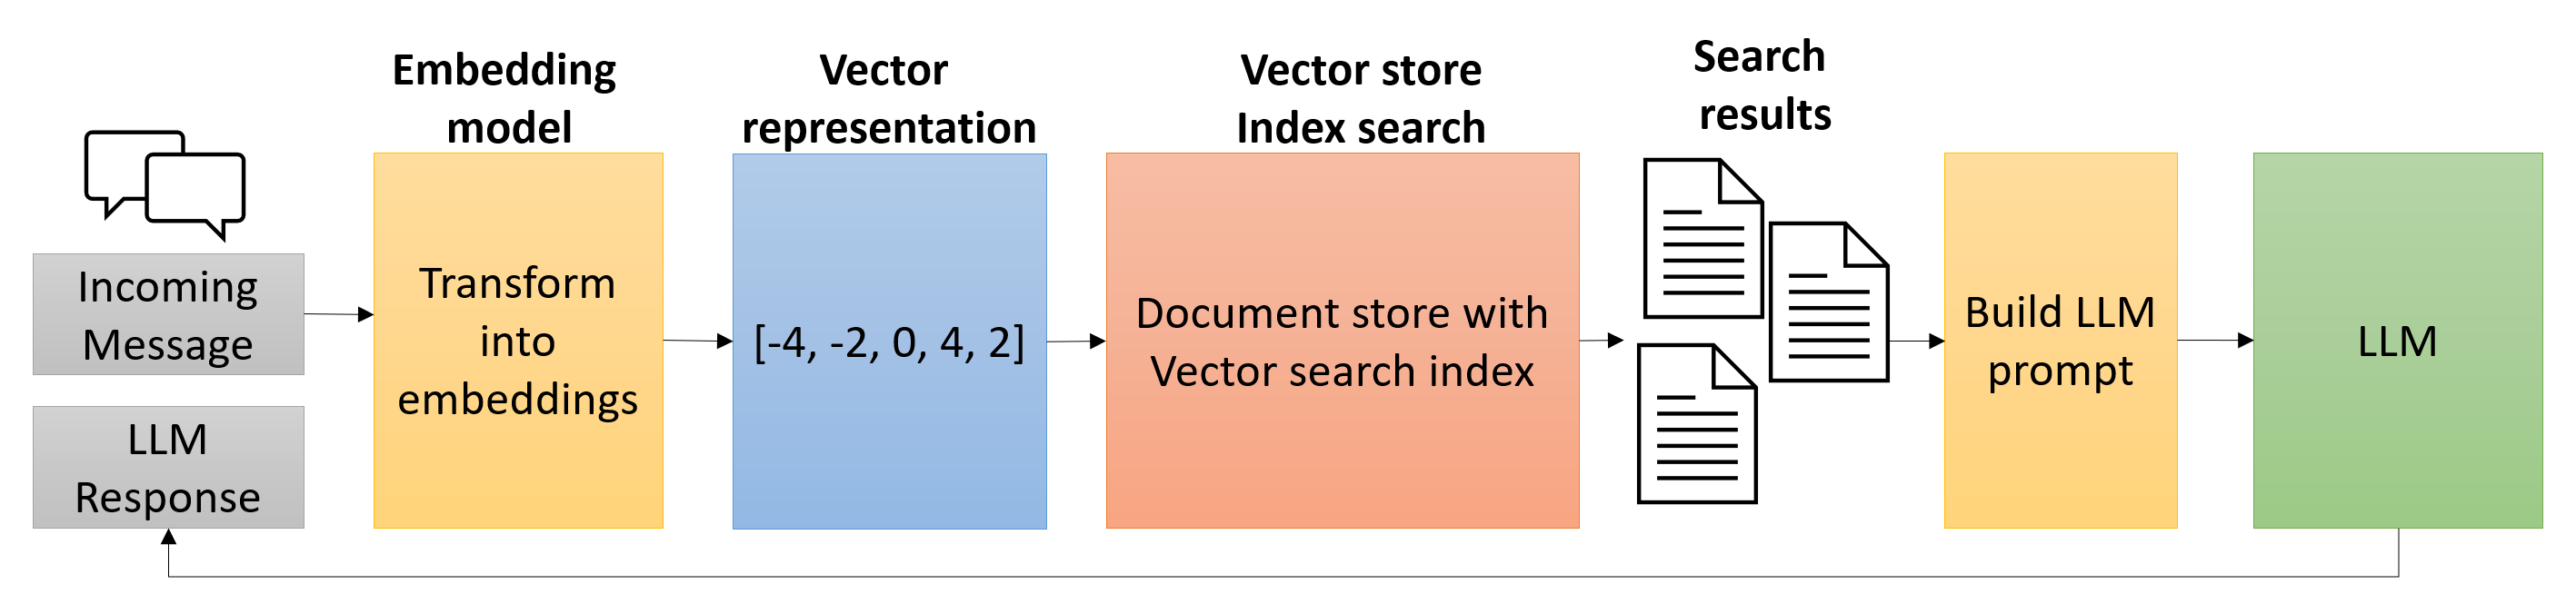 Embedding
model
Vector
representation
Vector store
Index search
Search
results
Incoming
Message
LLM
Response
Transform
into
embeddings
[-4, -2, 0, 4, 2]
Document store with
Vector search index
Build LLM
prompt
LLM